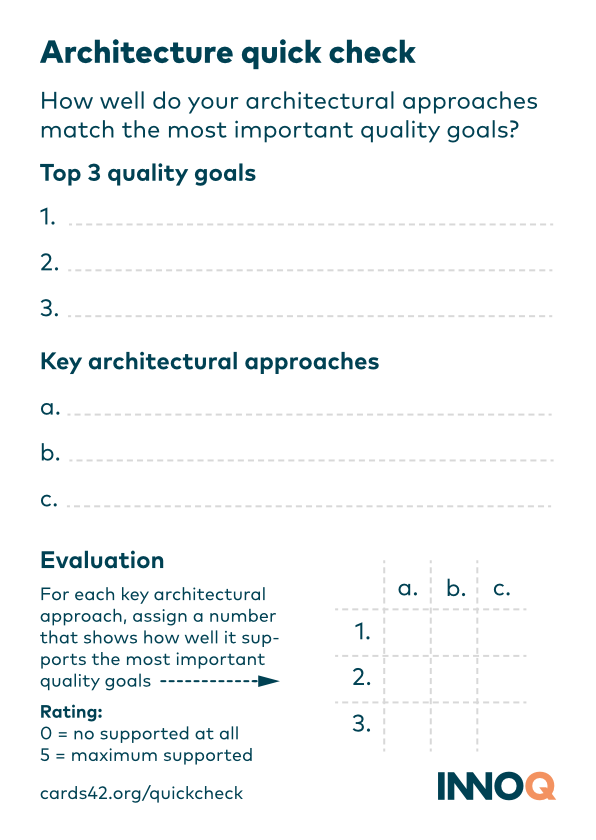 Architecture quick check
How well do your architectural approaches
match the most important quality goals?
Top 3 quality goals
1.
2.
3.
Key architectural approaches
a.
b.
c.
Evaluation
For each key architectural
approach, assign a number
that shows how well it sup-
ports the most important
quality goals
Rating:
0 = no supported at all
5 = maximum supported
cards42.org/quickcheck
a. b. c.
1.
2.
3.
INNOQ